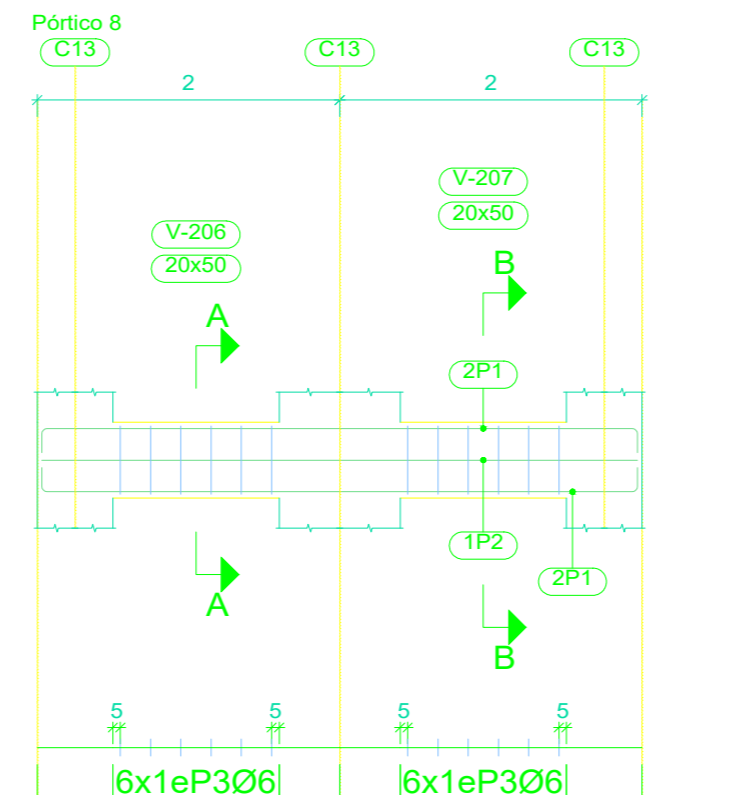 Pórtico 8
C13 C13 C13
2 2
V-207
20x50
V-206
20x50
B
A
2P1
1P2
2P1
A
B
5 5 5 5
6x1eP3Ø6 6x1eP3Ø6